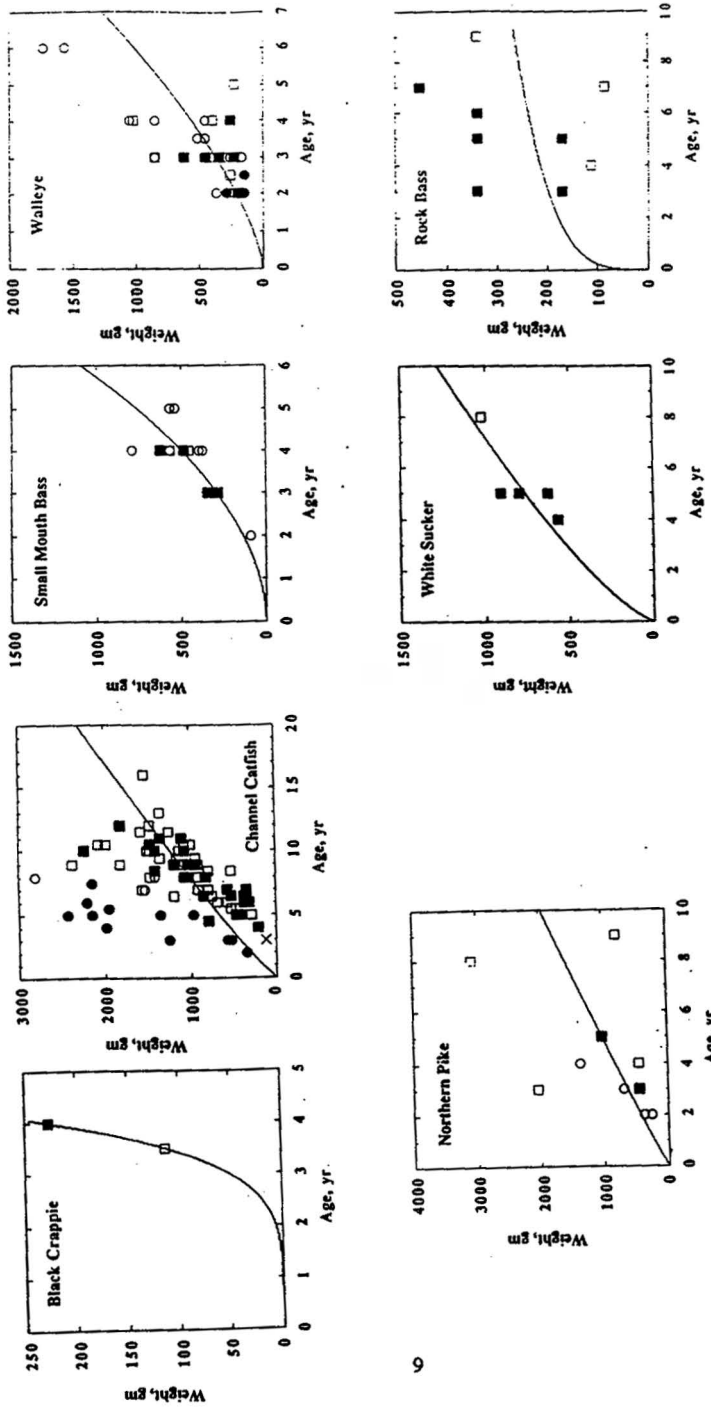 Black Crappie
250
200
150
100
50
0
Weight, gm
0 1 2 3 4 5
Age, yr
Channel Catfish
3000
2000
1000
0
Weight, gm
0 5 10 15 20
Age, yr
Small Mouth Bass
1500
1000
500
0
Weight, gm
0 1 2 3 4 5 6
Age, yr
Walleye
2000
1500
1000
500
0
Weight, gm
0 1 2 3 4 5 6 7
Age, yr
Northern Pike
4000
3000
2000
1000
0
Weight, gm
0 2 4 6 8 10
Age, yr
White Sucker
1500
1000
500
0
Weight, gm
0 2 4 6 8 10
Age, yr
Rock Bass
500
400
300
200
100
0
Weight, gm
0 2 4 6 8 10
Age, yr
9